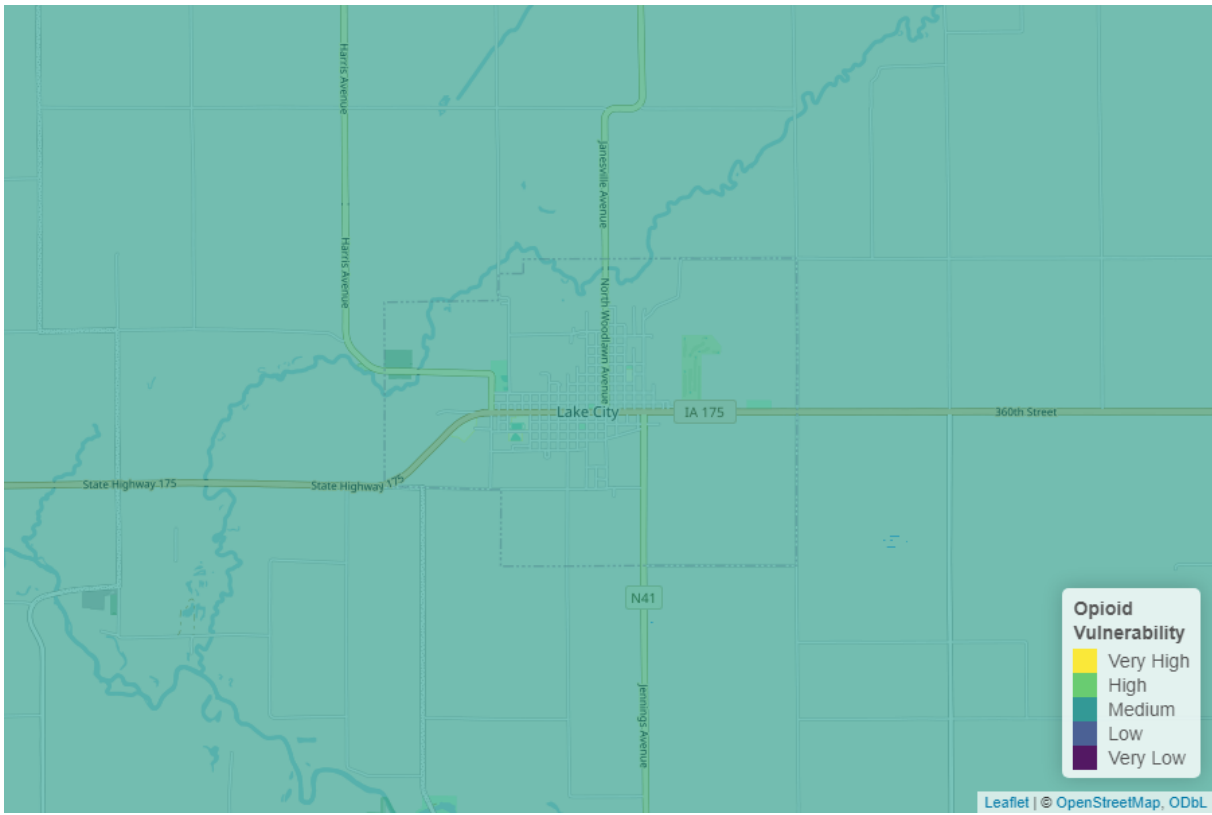 Harris Avenue
Janesville Avenue
Harris Avenue
North Woodlawn Avenue
Lake City
IA 175
360th Street
State Highway 175
State Highway 175
N41
Jennings Avenue
Opioid
Vulnerability
Very High
High
Medium
Low
Very Low
Leaflet | © OpenStreetMap, ODbL